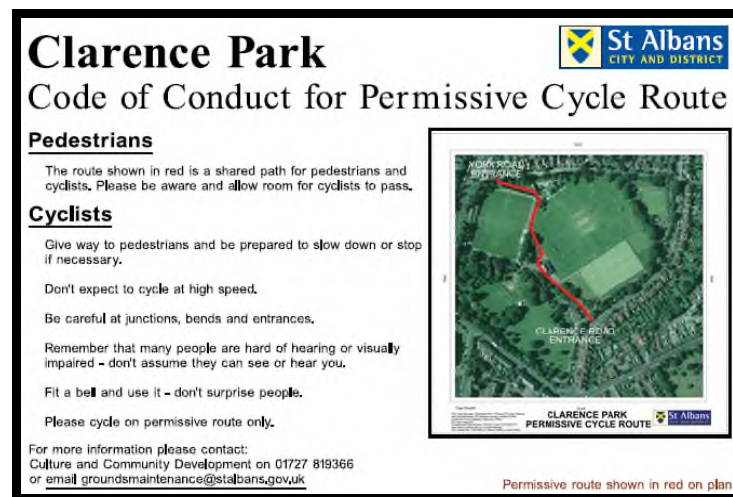 Clarence Park
St Albans
CITY AND DISTRICT
Code of Conduct for Permissive Cycle Route
Pedestrians
The route shown in red is a shared path for pedestrians and
cyclists. Please be aware and allow room for cyclists to pass.
Cyclists
Give way to pedestrians and be prepared to slow down or stop
if necessary.
Don't expect to cycle at high speed.
Be careful at junctions, bends and entrances.
Remember that many people are hard of hearing or visually
impaired – don't assume they can see or hear you.
Fit a bell and use it – don't surprise people.
Please cycle on permissive route only.
For more information please contact:
Culture and Community Development on 01727 819366
or email groundsmaintenance@stalbans.gov.uk
YORK ROAD
ENTRANCE
CLARENCE ROAD
ENTRANCE
CLARENCE PARK
PERMISSIVE CYCLE ROUTE
St Albans
Permissive route shown in red on plan